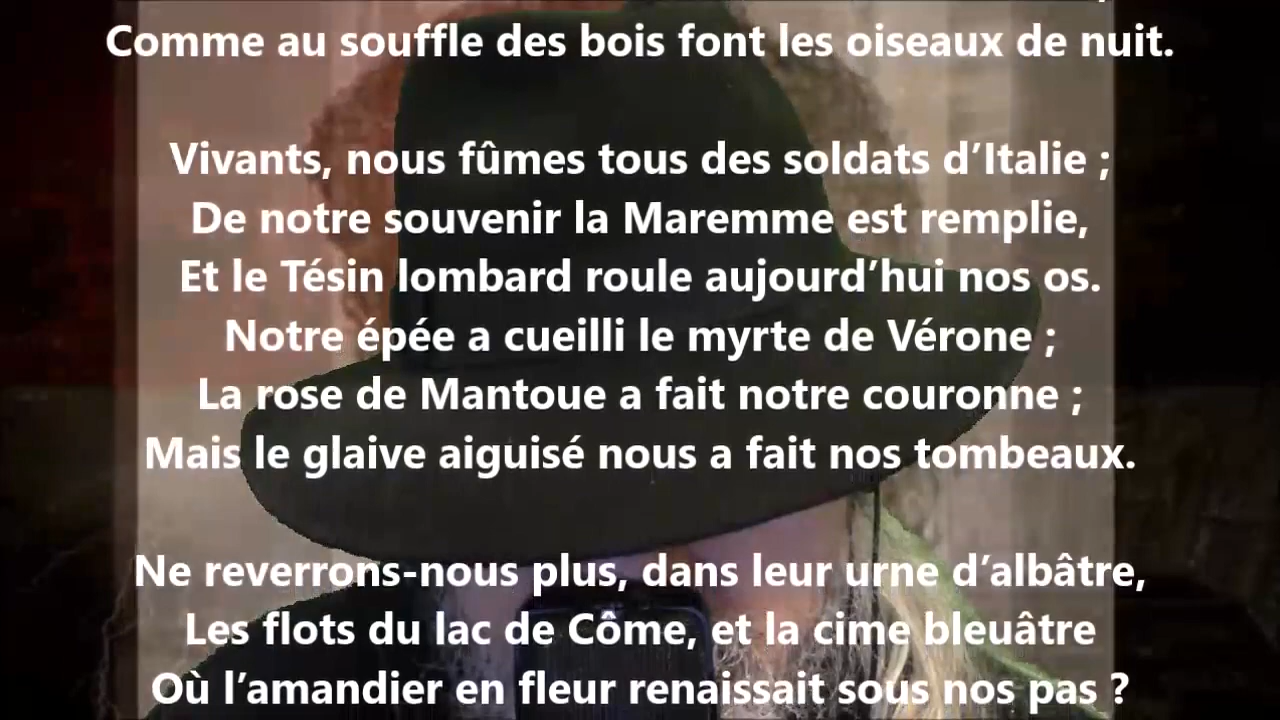 Comme au souffle des bois font les oiseaux de nuit.
Vivants, nous fûmes tous des soldats d’Italie ;
De notre souvenir la Maremme est remplie,
Et le Tésin lombard roule aujourd’hui nos os.
Notre épée a cueilli le myrte de Vérone ;
La rose de Mantoue a fait notre couronne ;
Mais le glaive aiguisé nous a fait nos tombeaux.
Ne reverrons-nous plus, dans leur urne d’albâtre,
Les flots du lac de Côme, et la cime bleuâtre
Où l’amandier en fleur renaissait sous nos pas ?